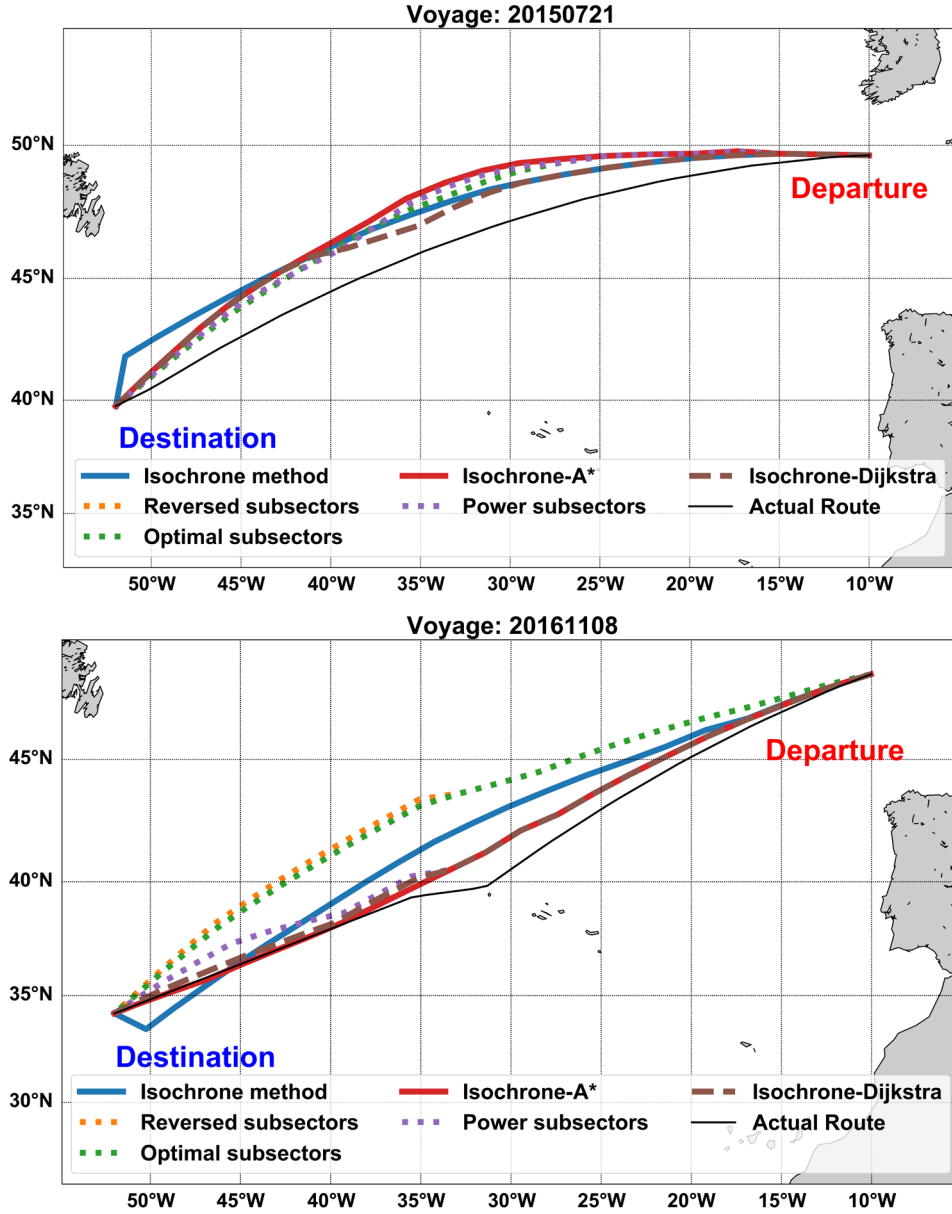 Voyage: 20150721
50°N
45°N
40°N
35°N
Departure
Destination
Isochrone method Isochrone-A* Isochrone-Dijkstra
Reversed subsectors Power subsectors Actual Route
Optimal subsectors
50°W 45°W 40°W 35°W 30°W 25°W 20°W 15°W 10°W
Voyage: 20161108
45°N
40°N
35°N
30°N
Departure
Destination
Isochrone method Isochrone-A* Isochrone-Dijkstra
Reversed subsectors Power subsectors Actual Route
Optimal subsectors
50°W 45°W 40°W 35°W 30°W 25°W 20°W 15°W 10°W